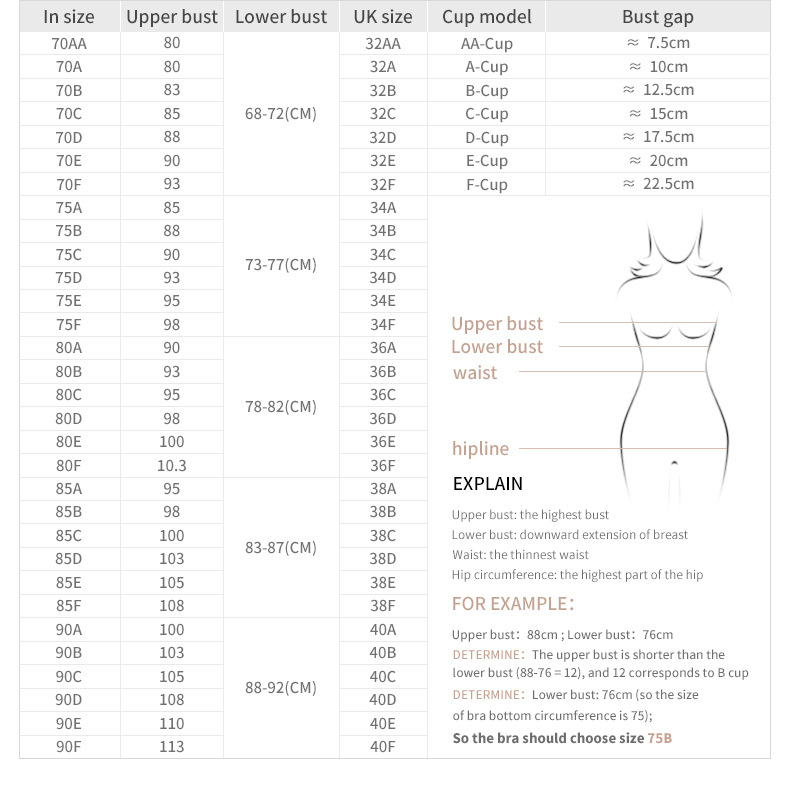 In size Upper bust Lower bust UK size Cup model Bust gap
70AA 80 32AA AA-Cup ≈ 7.5cm
70A 80 32A A-Cup ≈ 10cm
70B 83 32B B-Cup ≈ 12.5cm
70C 85 68-72(CM) 32C C-Cup ≈ 15cm
70D 88 32D D-Cup ≈ 17.5cm
70E 90 32E E-Cup ≈ 20cm
70F 93 32F F-Cup ≈ 22.5cm
75A 85 34A
75B 88 34B
75C 90 73-77(CM) 34C
75D 93 34D
75E 95 34E
75F 98 34F
80A 90 36A
80B 93 36B
80C 95 78-82(CM) 36C
80D 98 36D
80E 100 36E
80F 10.3 36F
85A 95 38A
85B 98 38B
85C 100 83-87(CM) 38C
85D 103 38D
85E 105 38E
85F 108 38F
90A 100 40A
90B 103 40B
90C 105 88-92(CM) 40C
90D 108 40D
90E 110 40E
90F 113 40F
Upper bust
Lower bust
waist
hipline
EXPLAIN
Upper bust: the highest bust
Lower bust: downward extension of breast
Waist: the thinnest waist
Hip circumference: the highest part of the hip
FOR EXAMPLE：
Upper bust：88cm ; Lower bust：76cm
DETERMINE：The upper bust is shorter than the
lower bust (88-76 = 12), and 12 corresponds to B cup
DETERMINE：Lower bust: 76cm (so the size
of bra bottom circumference is 75);
So the bra should choose size 75B